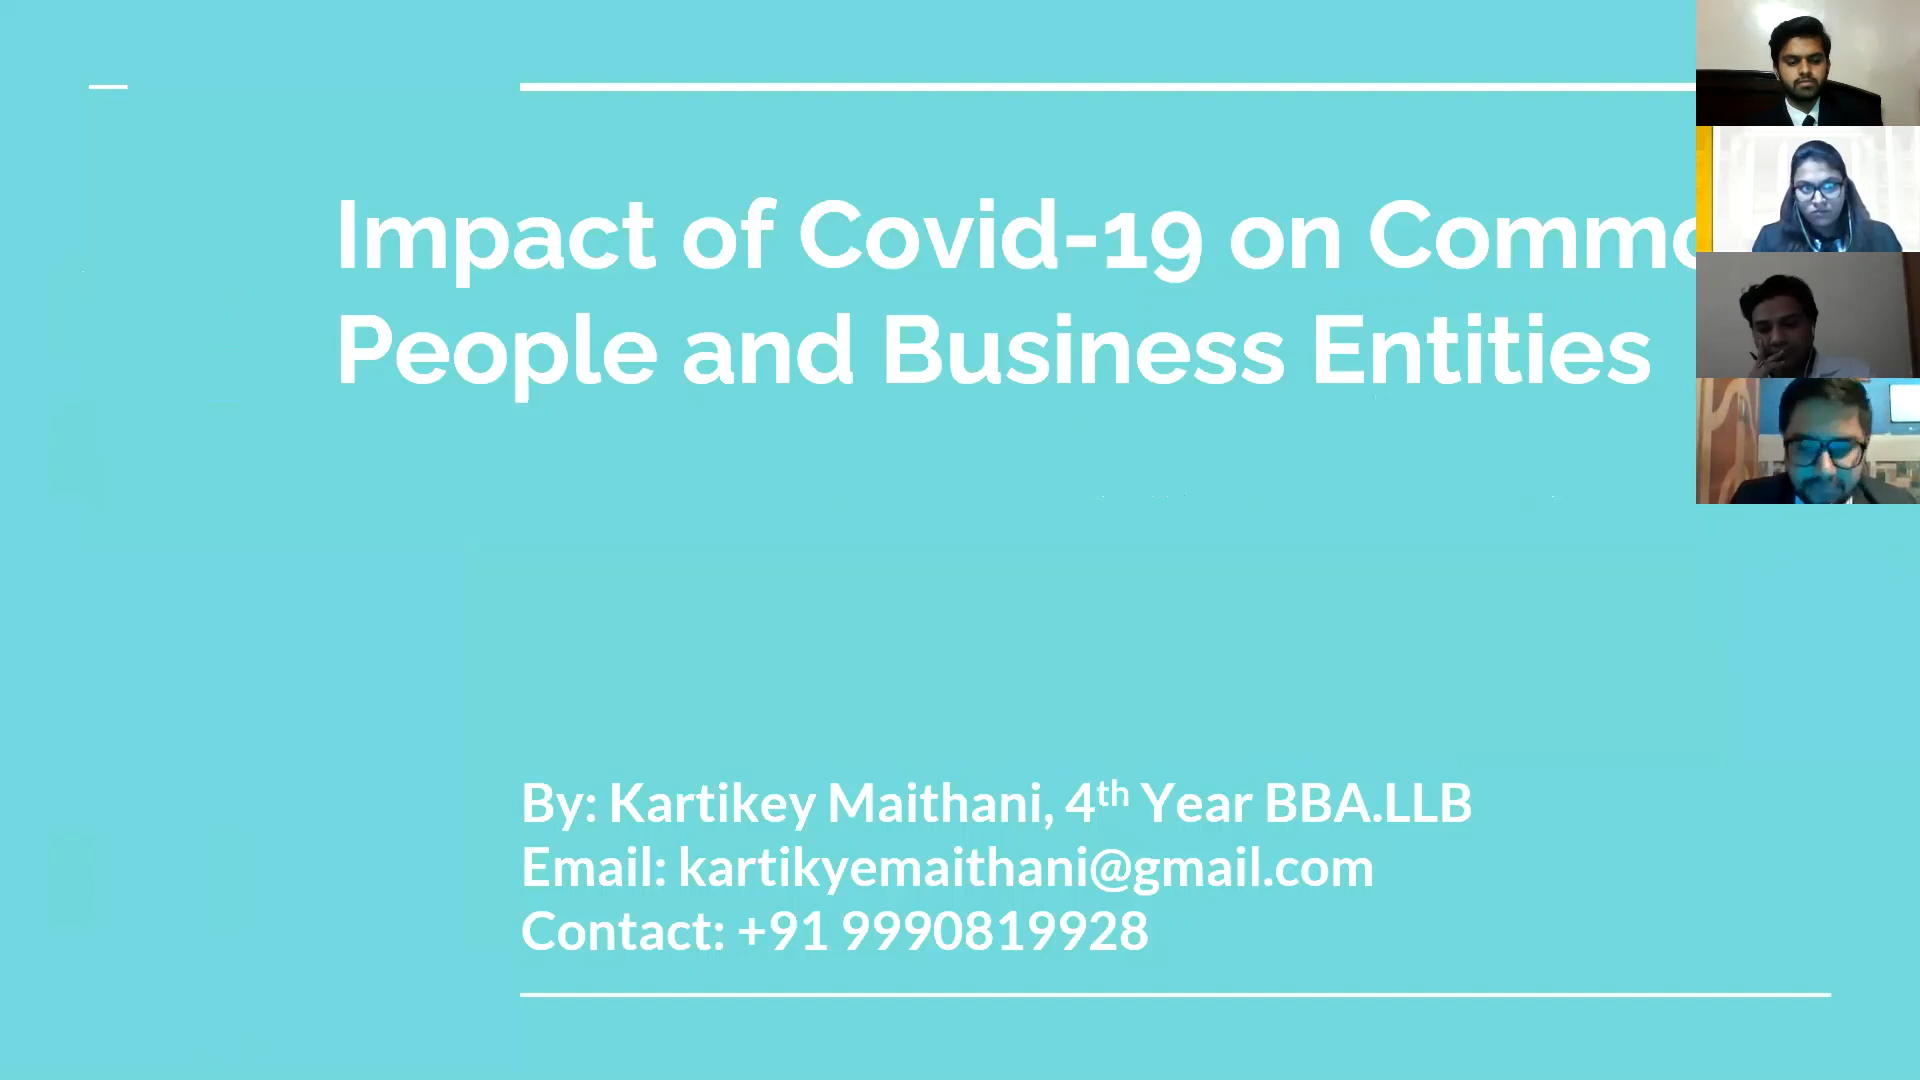 Impact of Covid-19 on Commo
People and Business Entities
By: Kartikey Maithani, 4th Year BBA.LLB
Email: kartikyemaithani@gmail.com
Contact: +91 9990819928